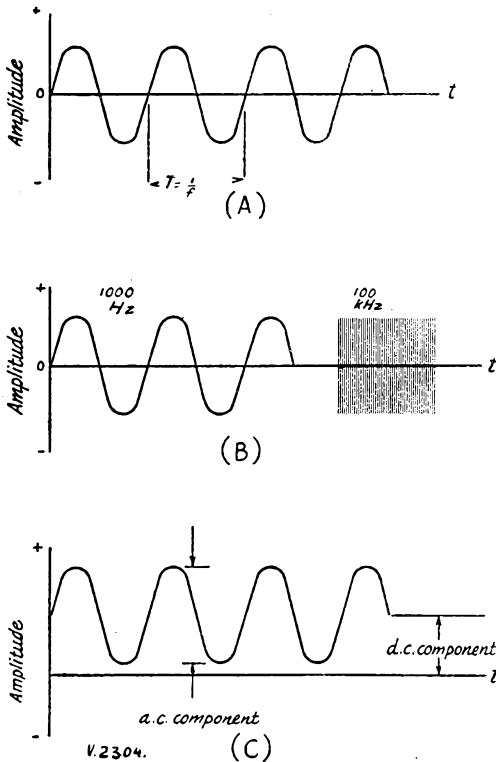 +
Amplitude
0
t
-
T = 1/f
(A)
+
1000
Hz
100
kHz
Amplitude
0
t
-
(B)
+
Amplitude
d.c. component
t
-
a.c. component
V.2304.
(C)